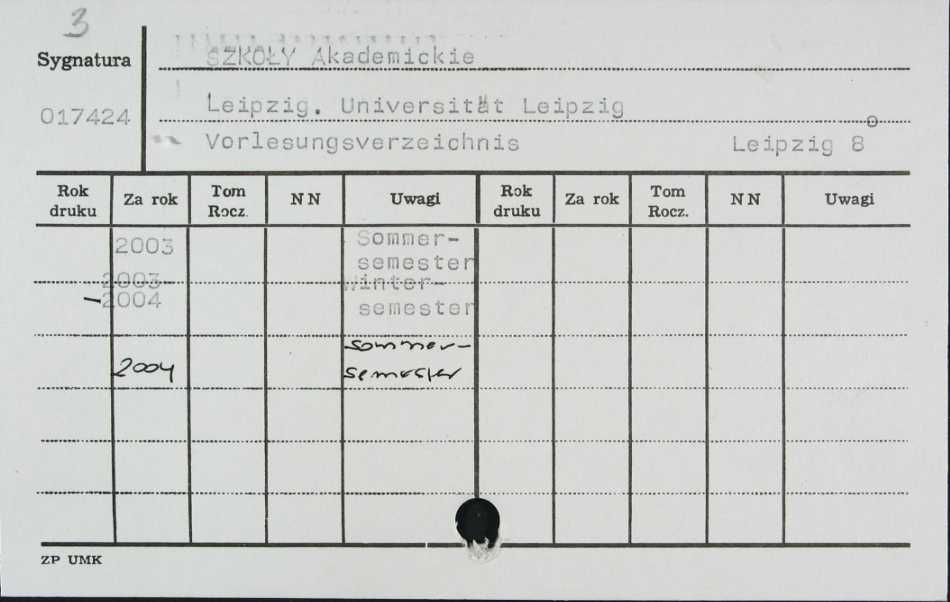 3
Sygnatura
SZKOŁY Akademickie
017424
Leipzig. Universität Leipzig
Vorlesungsverzeichnis Leipzig 8°
Rok druku Za rok Tom Rocz. NN Uwagi Rok druku Za rok Tom Rocz. NN Uwagi
2003 Sommer-
semester
2003- Winter-
-2004 semester
sommer-
2004 semester
ZP UMK